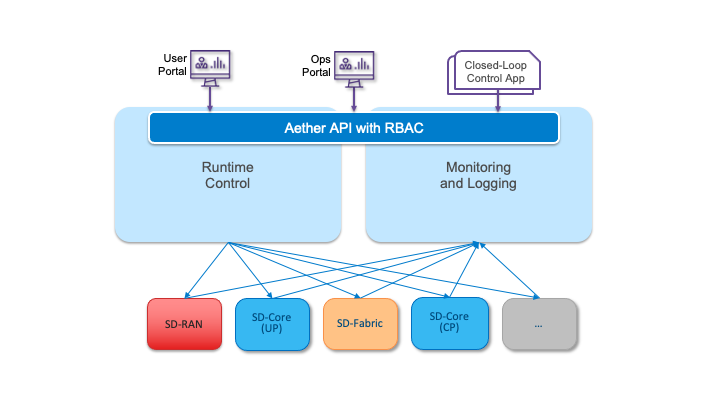 User
Portal
Ops
Portal
Closed-Loop
Control App
Aether API with RBAC
Runtime
Control
Monitoring
and Logging
SD-RAN
SD-Core
(UP)
SD-Fabric
SD-Core
(CP)
...